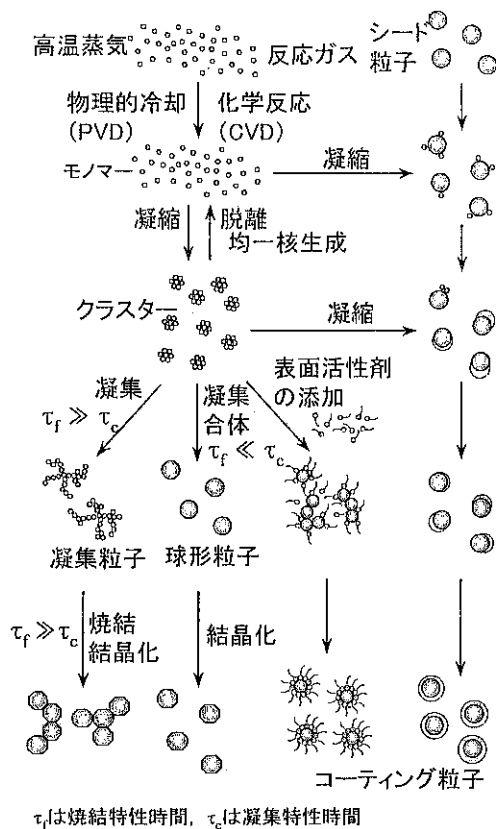 高温蒸気
反応ガス
シード
粒子
物理的冷却
(PVD)
化学反応
(CVD)
モノマー
凝縮
凝縮
脱離
均一核生成
クラスター
凝縮
凝集
τf ≫ τc
凝集
合体
τf ≪ τc
表面活性剤
の添加
凝集粒子
球形粒子
τf ≫ τc
焼結
結晶化
結晶化
コーティング粒子
τfは焼結特性時間, τcは凝集特性時間